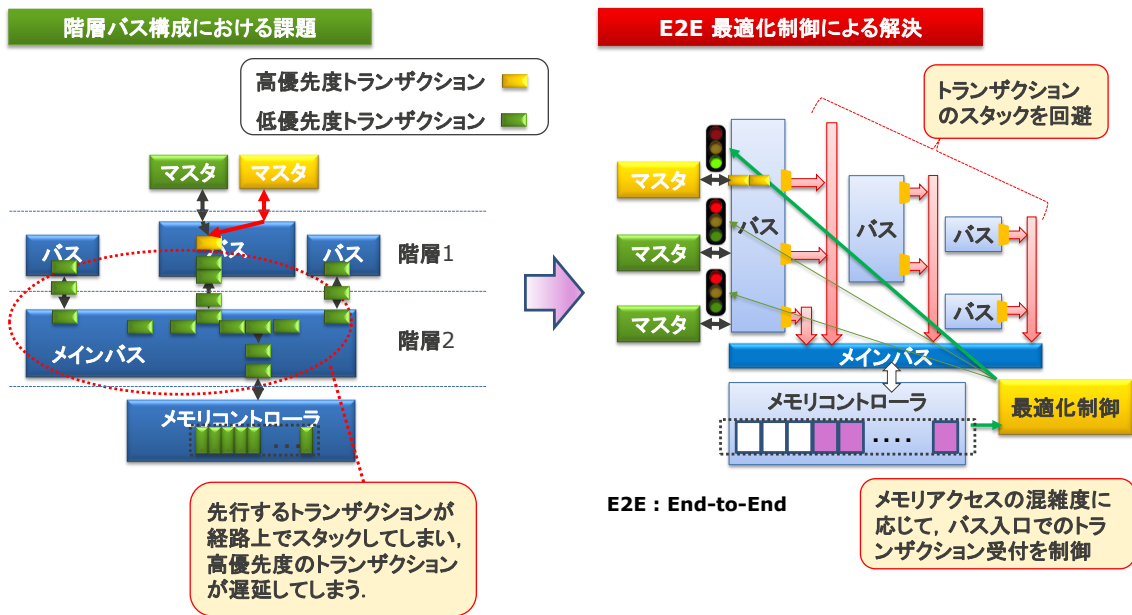 階層バス構成における課題
高優先度トランザクション
低優先度トランザクション
マスタ
マスタ
バス
バス
バス
階層1
メインバス
階層2
メモリコントローラ
...
先行するトランザクションが
経路上でスタックしてしまい,
高優先度のトランザクション
が遅延してしまう.
E2E 最適化制御による解決
トランザクション
のスタックを回避
マスタ
マスタ
マスタ
バス
バス
バス
バス
メインバス
メモリコントローラ
....
最適化制御
E2E : End-to-End
メモリアクセスの混雑度に
応じて, バス入口でのトラ
ンザクション受付を制御